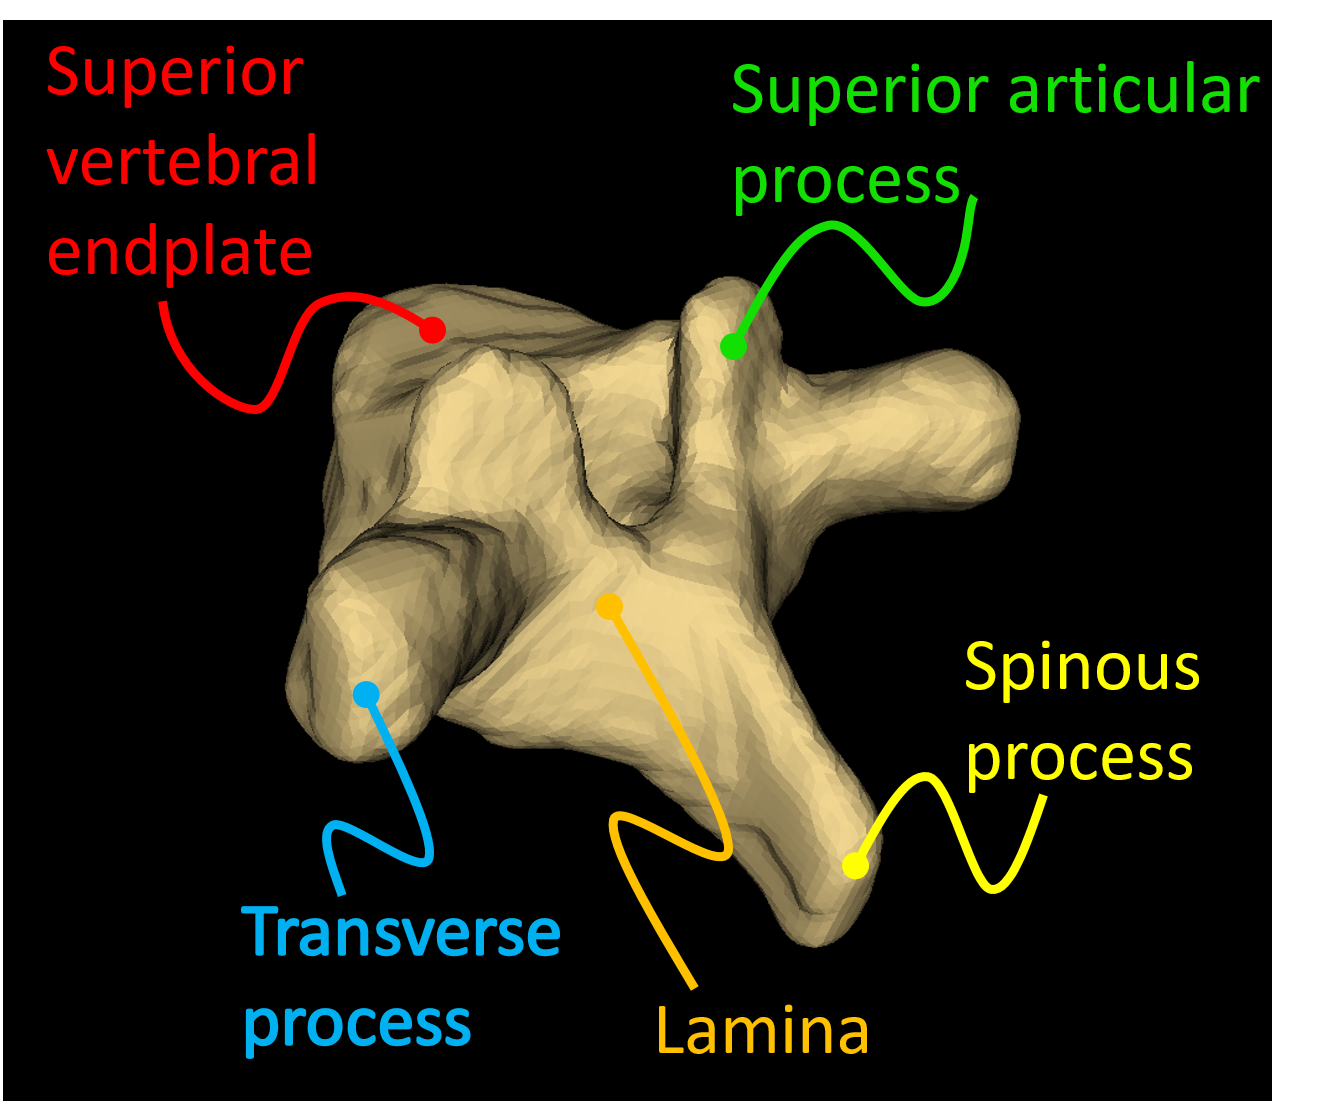 Superior
vertebral
endplate
Superior articular
process
Spinous
process
Transverse
process
Lamina